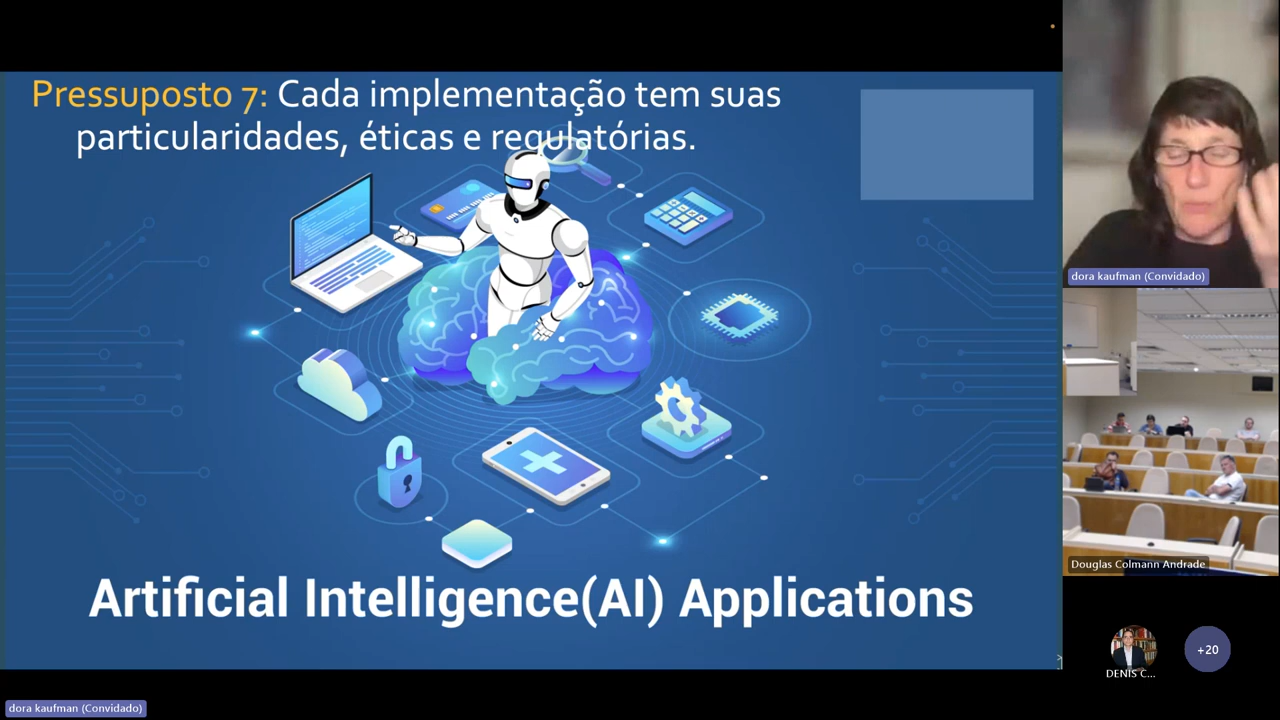 Pressuposto 7: Cada implementação tem suas
particularidades, éticas e regulatórias.
Artificial Intelligence(AI) Applications
dora kaufman (Convidado)
Douglas Colmann Andrade
DENIS C...
+20
dora kaufman (Convidado)